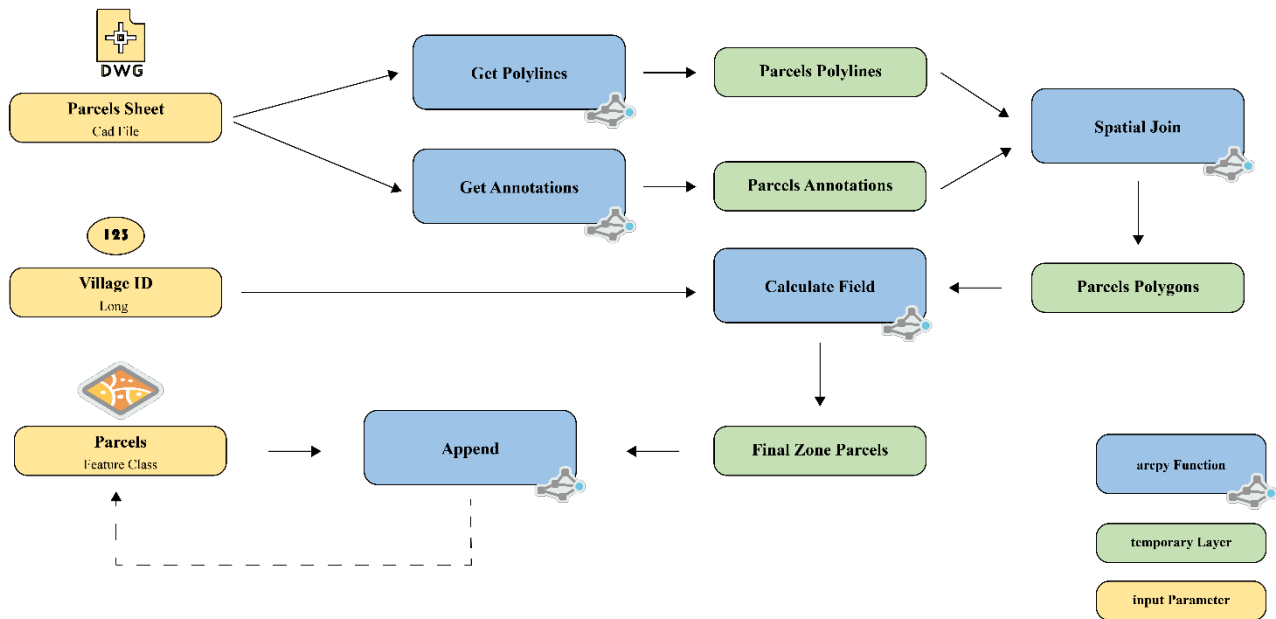 DWG
Parcels Sheet
Cad File
Get Polylines
Parcels Polylines
Spatial Join
Get Annotations
Parcels Annotations
123
Village ID
Long
Calculate Field
Parcels Polygons
Parcels
Feature Class
Append
Final Zone Parcels
arcpy Function
temporary Layer
input Parameter